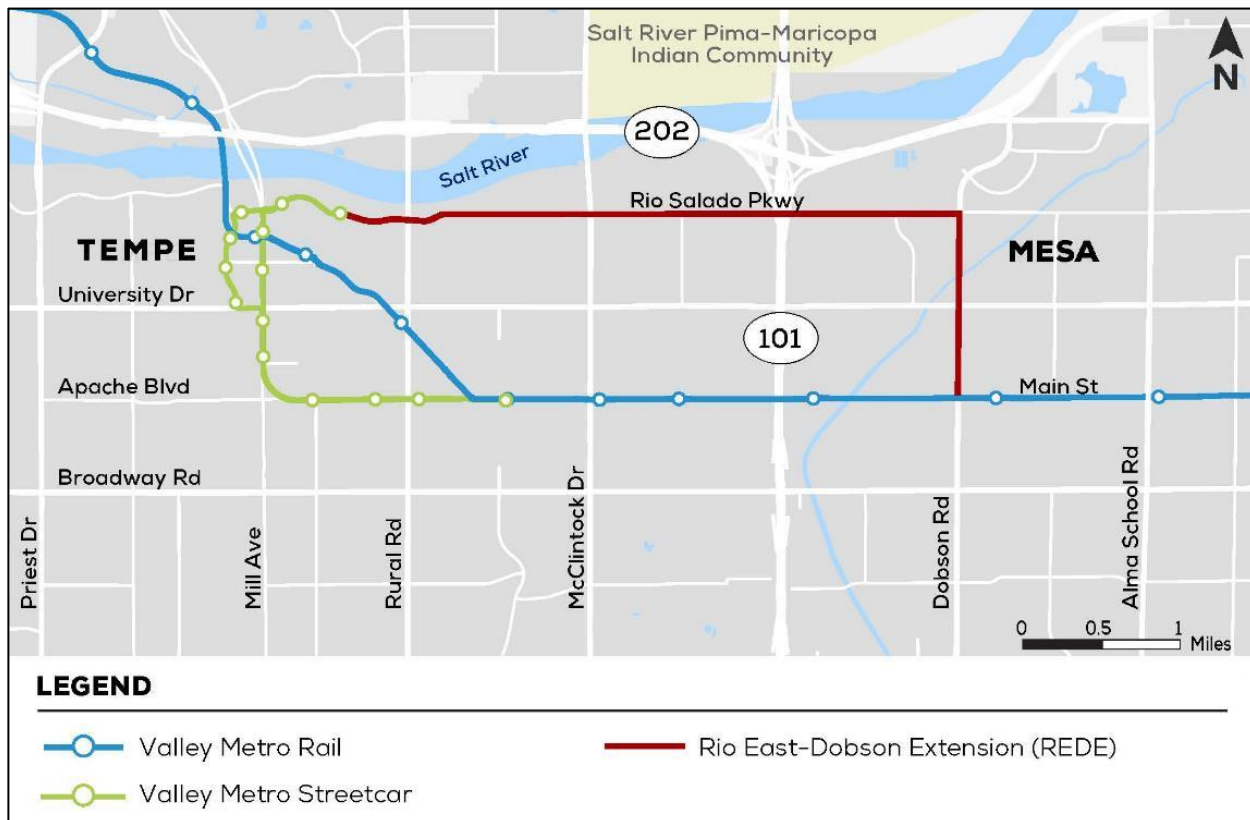 Salt River Pima-Maricopa
Indian Community
N
202
Salt River
Rio Salado Pkwy
TEMPE
MESA
University Dr
101
Apache Blvd
Main St
Broadway Rd
Priest Dr
Mill Ave
Rural Rd
McClintock Dr
Dobson Rd
Alma School Rd
0 0.5 1
Miles
LEGEND
Valley Metro Rail
Rio East-Dobson Extension (REDE)
Valley Metro Streetcar